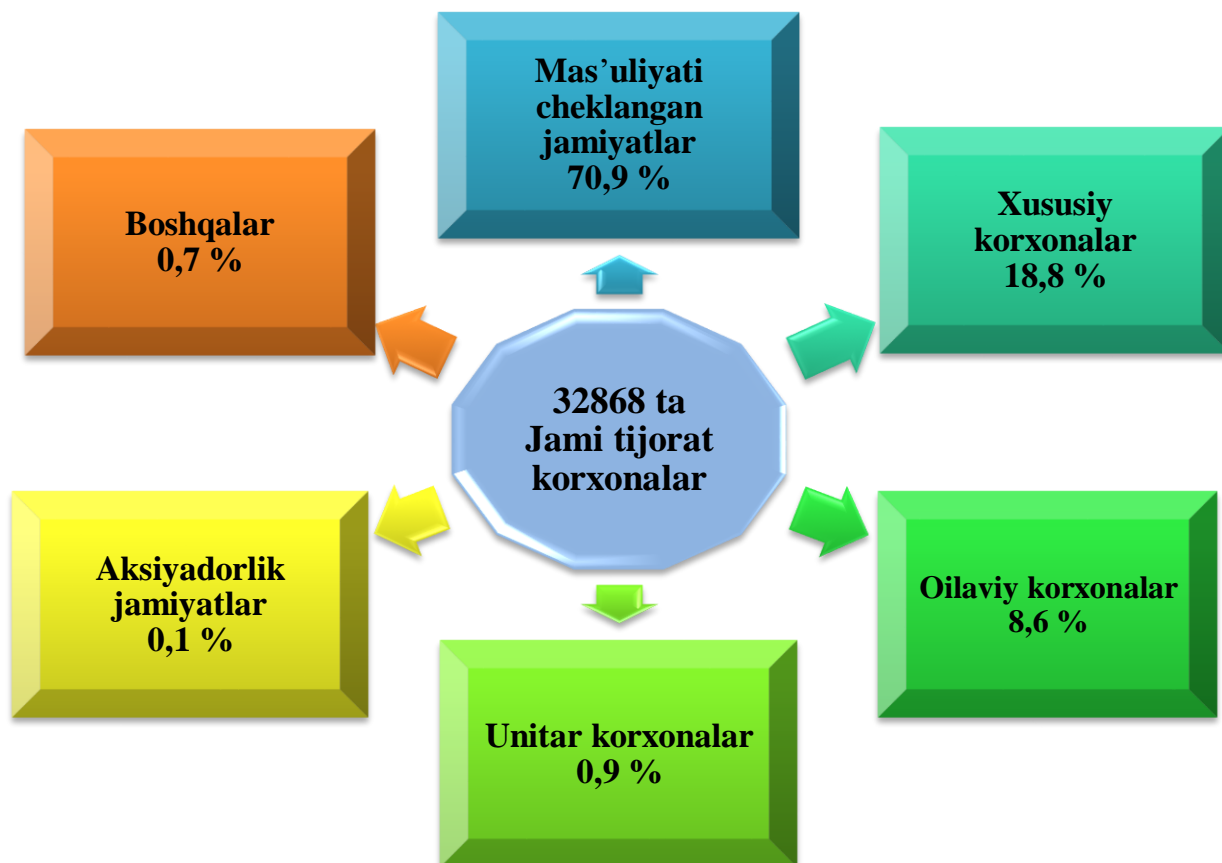 Mas’uliyati
cheklangan
jamiyatlar
70,9 %
Boshqalar
0,7 %
Xususiy
korxonalar
18,8 %
32868 ta
Jami tijorat
korxonalar
Aksiyadorlik
jamiyatlar
0,1 %
Oilaviy korxonalar
8,6 %
Unitar korxonalar
0,9 %